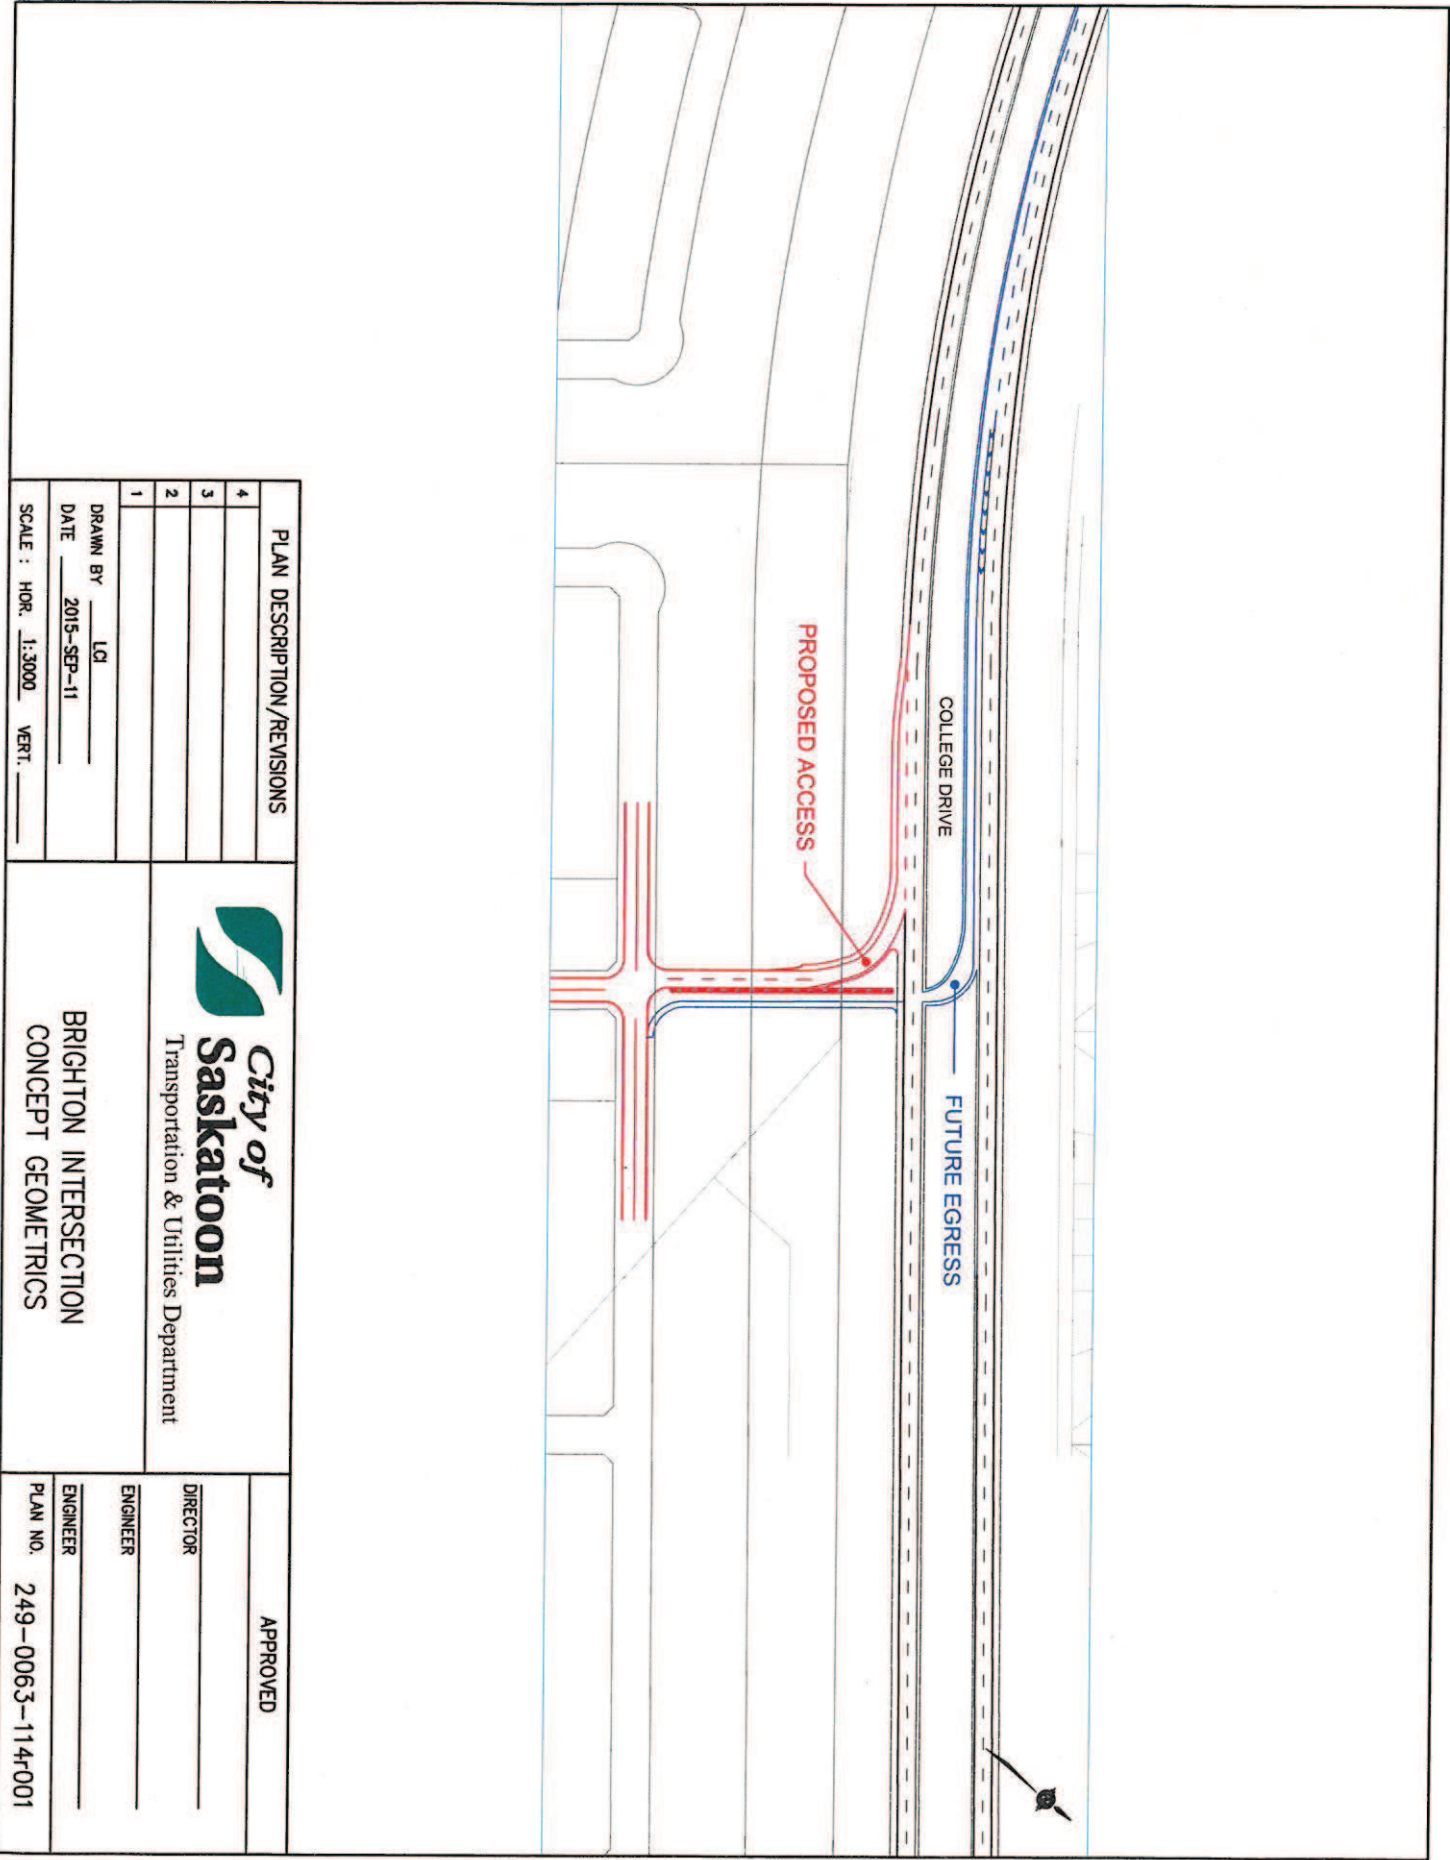 PROPOSED ACCESS
COLLEGE DRIVE
FUTURE EGRESS
PLAN DESCRIPTION/REVISIONS
4
3
2
1
DRAWN BY LCI
DATE 2015-SEP-11
SCALE : HOR. 1:3000 VERT.
City of
Saskatoon
Transportation & Utilities Department
BRIGHTON INTERSECTION
CONCEPT GEOMETRICS
APPROVED
DIRECTOR
ENGINEER
ENGINEER
PLAN NO. 249-0063-114r001